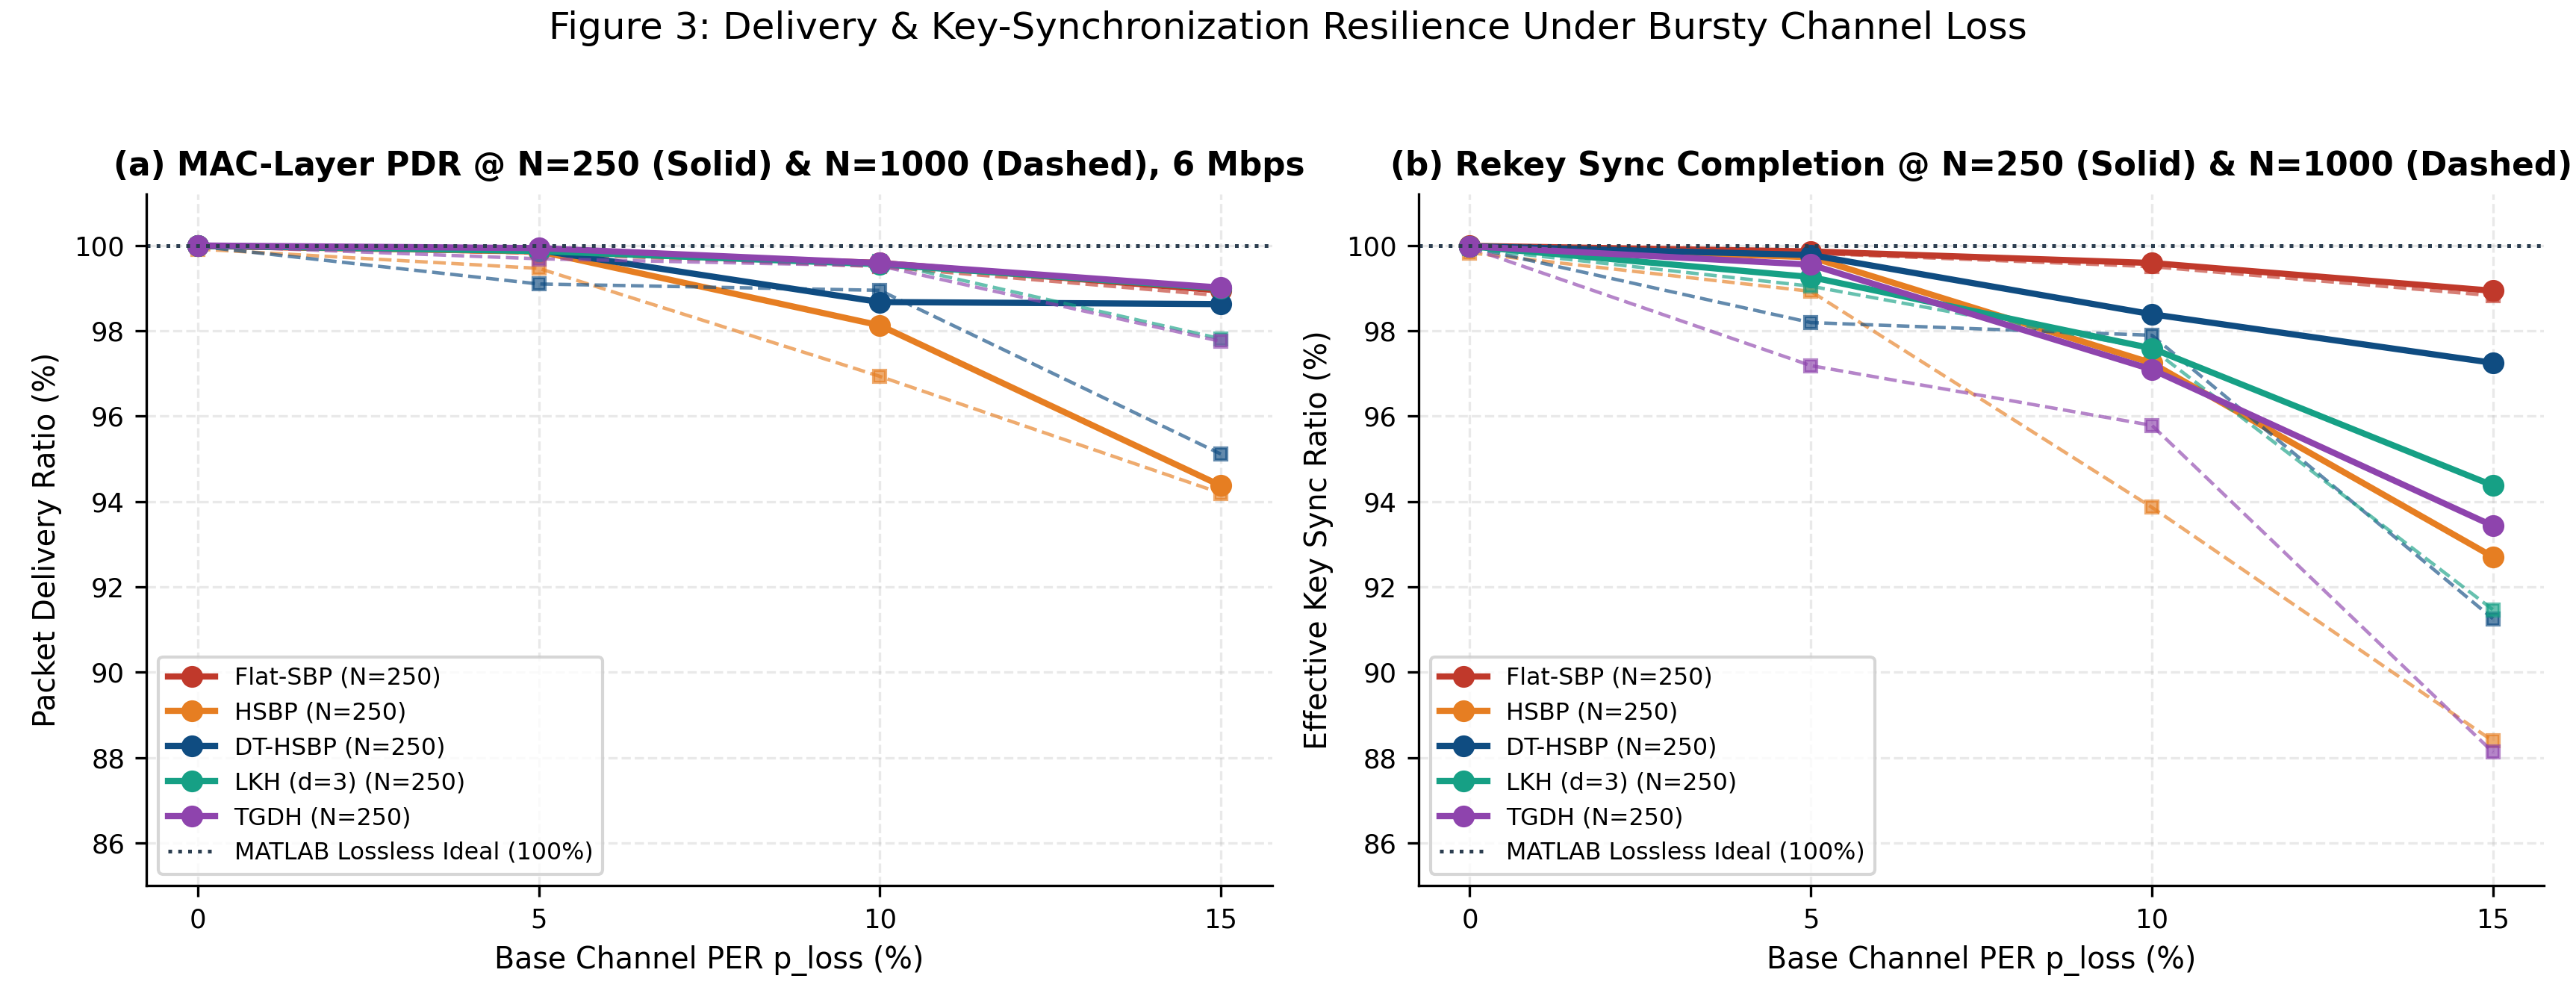 Figure 3: Delivery & Key-Synchronization Resilience Under Bursty Channel Loss
(a) MAC-Layer PDR @ N=250 (Solid) & N=1000 (Dashed), 6 Mbps
Packet Delivery Ratio (%)
100
98
96
94
92
90
88
86
Flat-SBP (N=250)
HSBP (N=250)
DT-HSBP (N=250)
LKH (d=3) (N=250)
TGDH (N=250)
MATLAB Lossless Ideal (100%)
0
5
10
15
Base Channel PER p_loss (%)
(b) Rekey Sync Completion @ N=250 (Solid) & N=1000 (Dashed)
Effective Key Sync Ratio (%)
100
98
96
94
92
90
88
86
Flat-SBP (N=250)
HSBP (N=250)
DT-HSBP (N=250)
LKH (d=3) (N=250)
TGDH (N=250)
MATLAB Lossless Ideal (100%)
0
5
10
15
Base Channel PER p_loss (%)